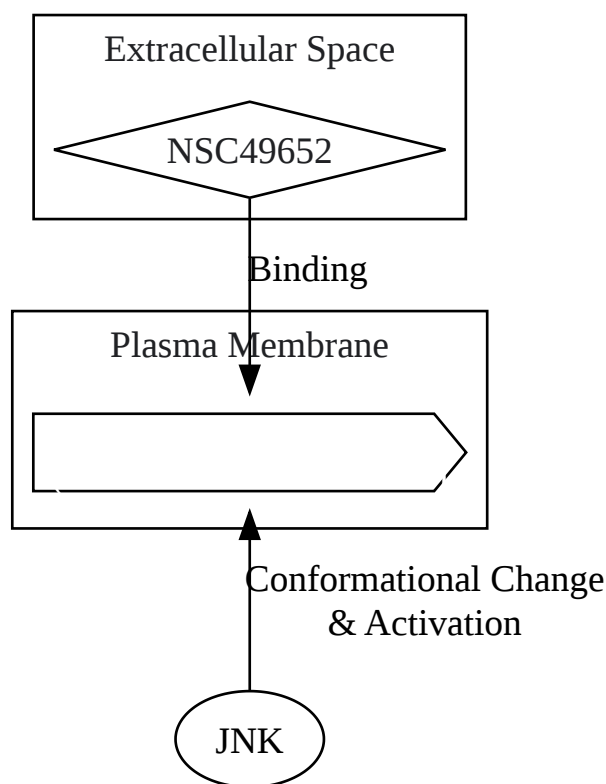 Extracellular Space
NSC49652
Binding
Plasma Membrane
Conformational Change
& Activation
JNK